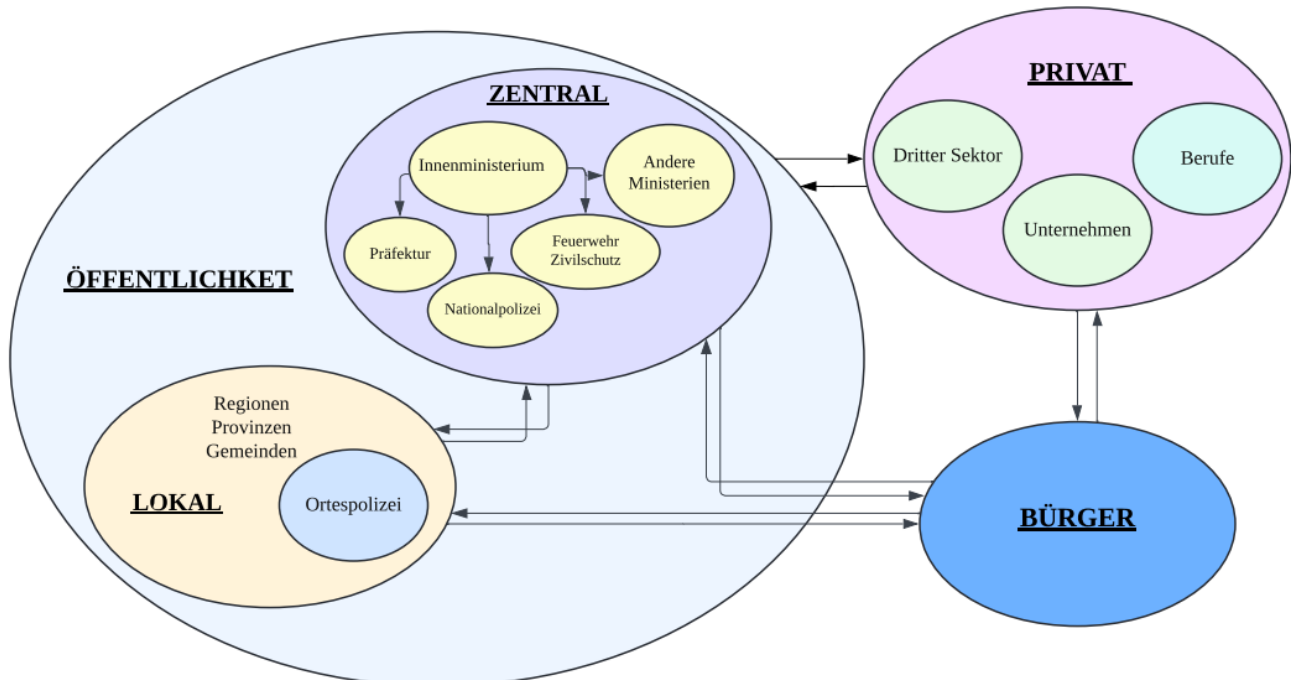 ZENTRAL
Innenministerium
Andere
Ministerien
Präfektur
Feuerwehr
Zivilschutz
Nationalpolizei
ÖFFENTLICHKET
Regionen
Provinzen
Gemeinden
LOKAL
Ortespolizei
PRIVAT
Dritter Sektor
Berufe
Unternehmen
BÜRGER